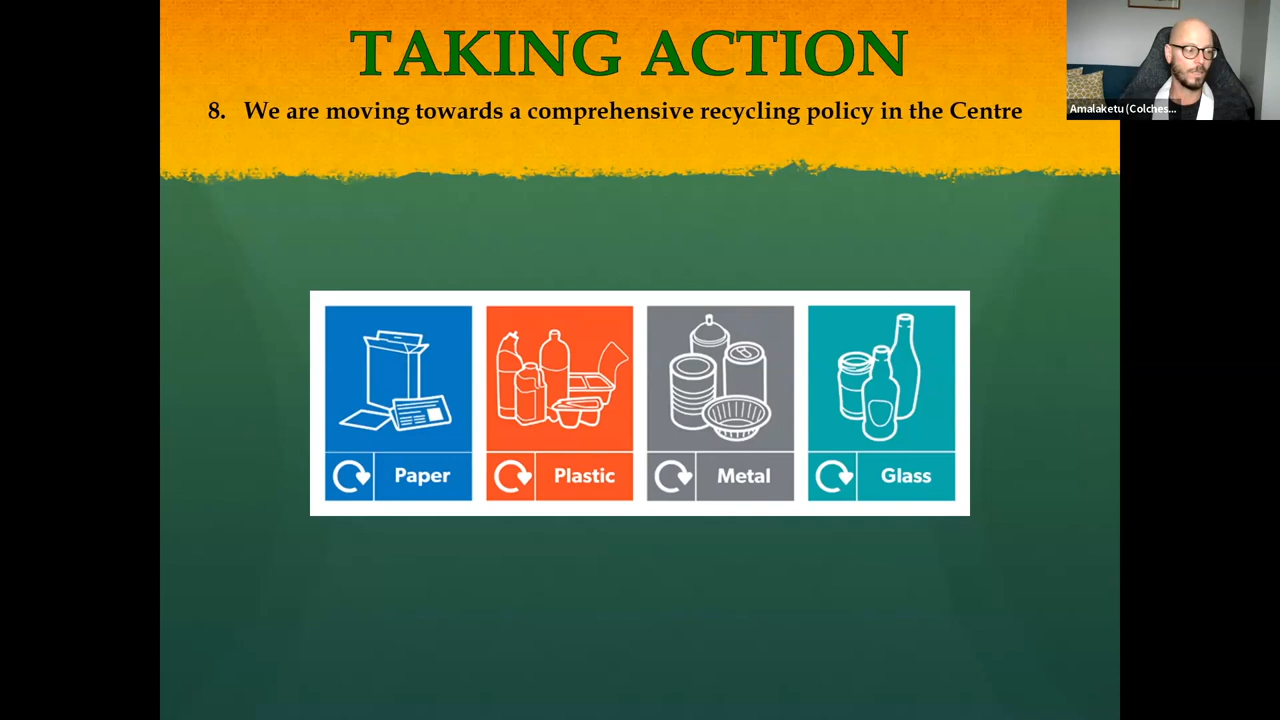 TAKING ACTION
8. We are moving towards a comprehensive recycling policy in the Centre
Amalaketu (Colches...
Paper
Plastic
Metal
Glass